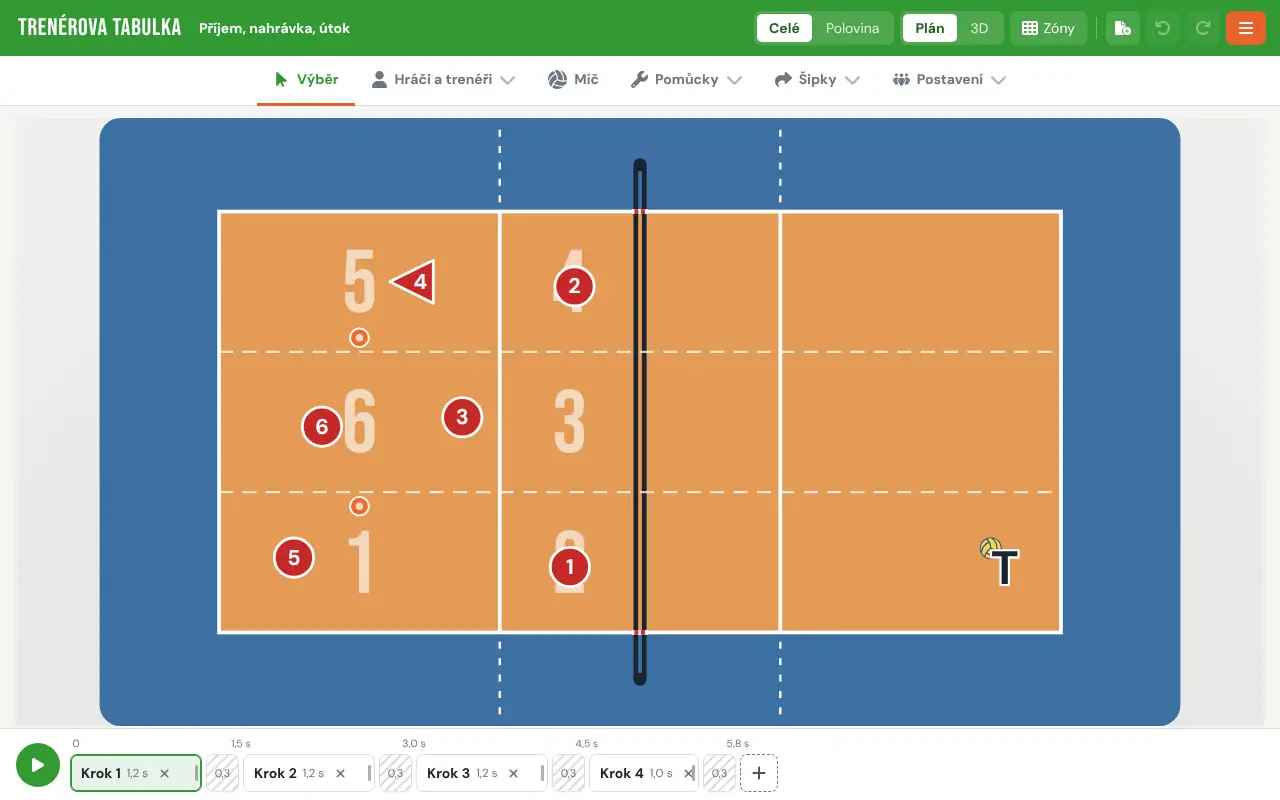 TRENÉROVA TABULKA Příjem, nahrávka, útok Celé Polovina Plán 3D Zóny
Výběr Hráči a trenéři Míč Pomůcky Šipky Postavení
5 4 2
6 6 3 3
5 1 1
T
0 1,5 s 3,0 s 4,5 s 5,8 s
Krok 1 1,2 s 0,3 Krok 2 1,2 s 0,3 Krok 3 1,2 s 0,3 Krok 4 1,0 s 0,3